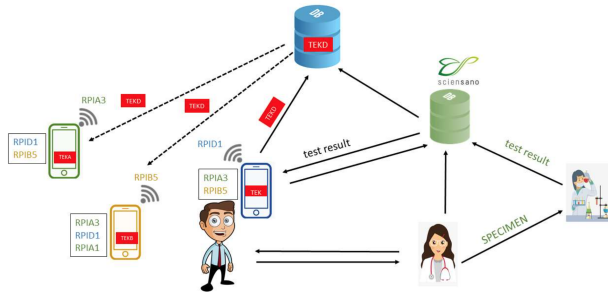 DB
TEKD
sciensano
DB
RPIA3
TEKD
TEKD
TEKD
RPID1
RPIB5
TEKA
RPIB5
RPID1
RPIA3
RPIB5
TEK
test result
test result
RPIA3
RPID1
RPIA1
TEKB
SPECIMEN